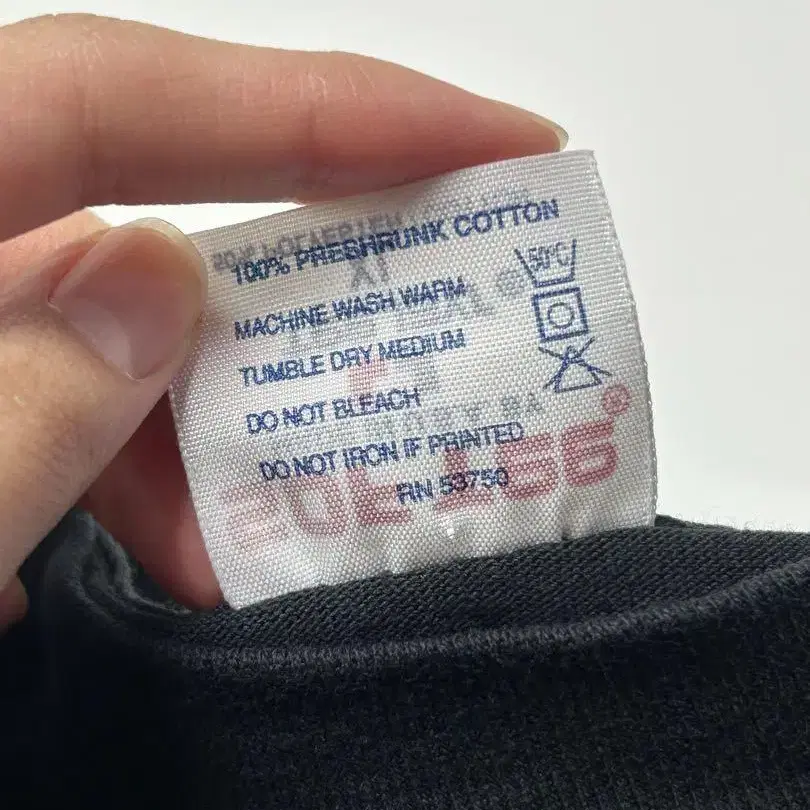 100% PRESHRUNK COTTON
50°C
MACHINE WASH WARM
TUMBLE DRY MEDIUM
DO NOT BLEACH
DO NOT IRON IF PRINTED
RN 53750